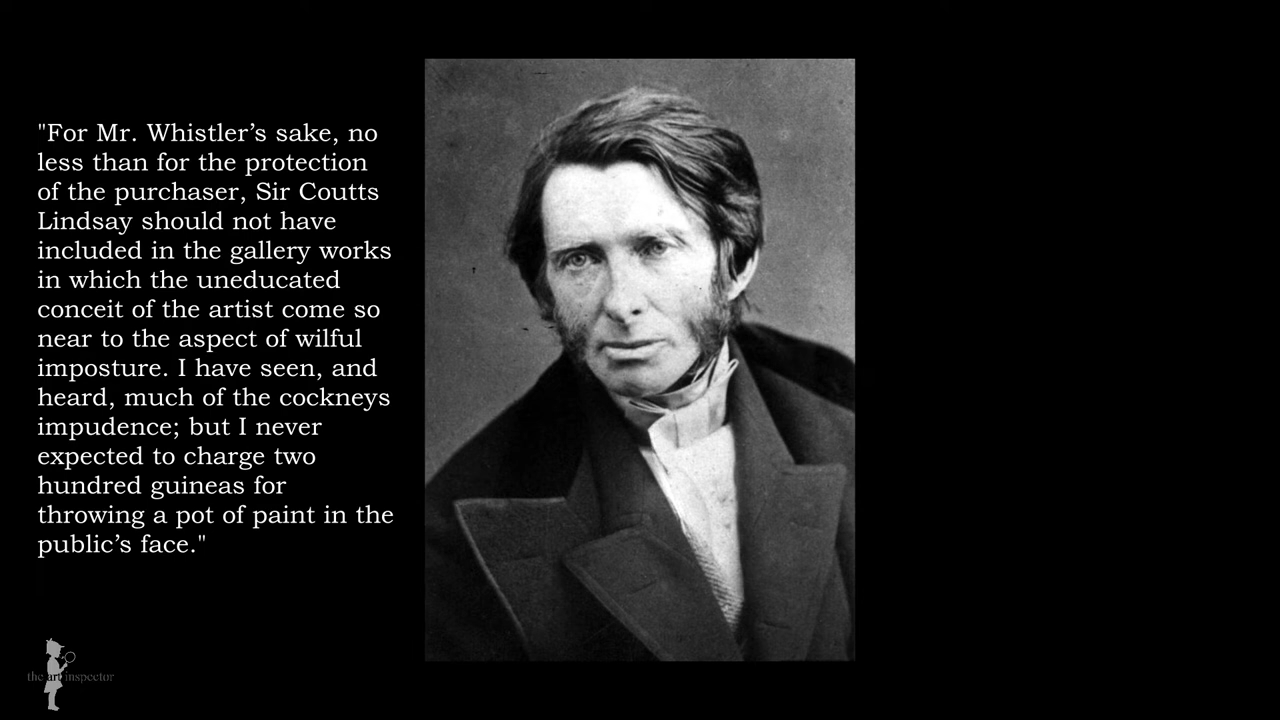 "For Mr. Whistler’s sake, no
less than for the protection
of the purchaser, Sir Coutts
Lindsay should not have
included in the gallery works
in which the uneducated
conceit of the artist come so
near to the aspect of wilful
imposture. I have seen, and
heard, much of the cockneys
impudence; but I never
expected to charge two
hundred guineas for
throwing a pot of paint in the
public’s face."
the art inspector